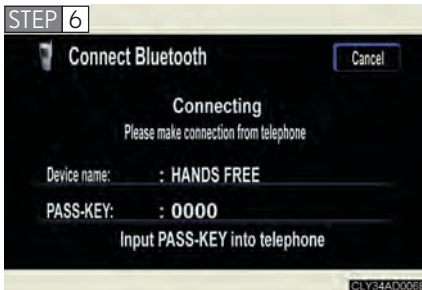 STEP 6
Connect Bluetooth
Cancel
Connecting
Please make connection from telephone
Device name: : HANDS FREE
PASS-KEY: : 0000
Input PASS-KEY into telephone